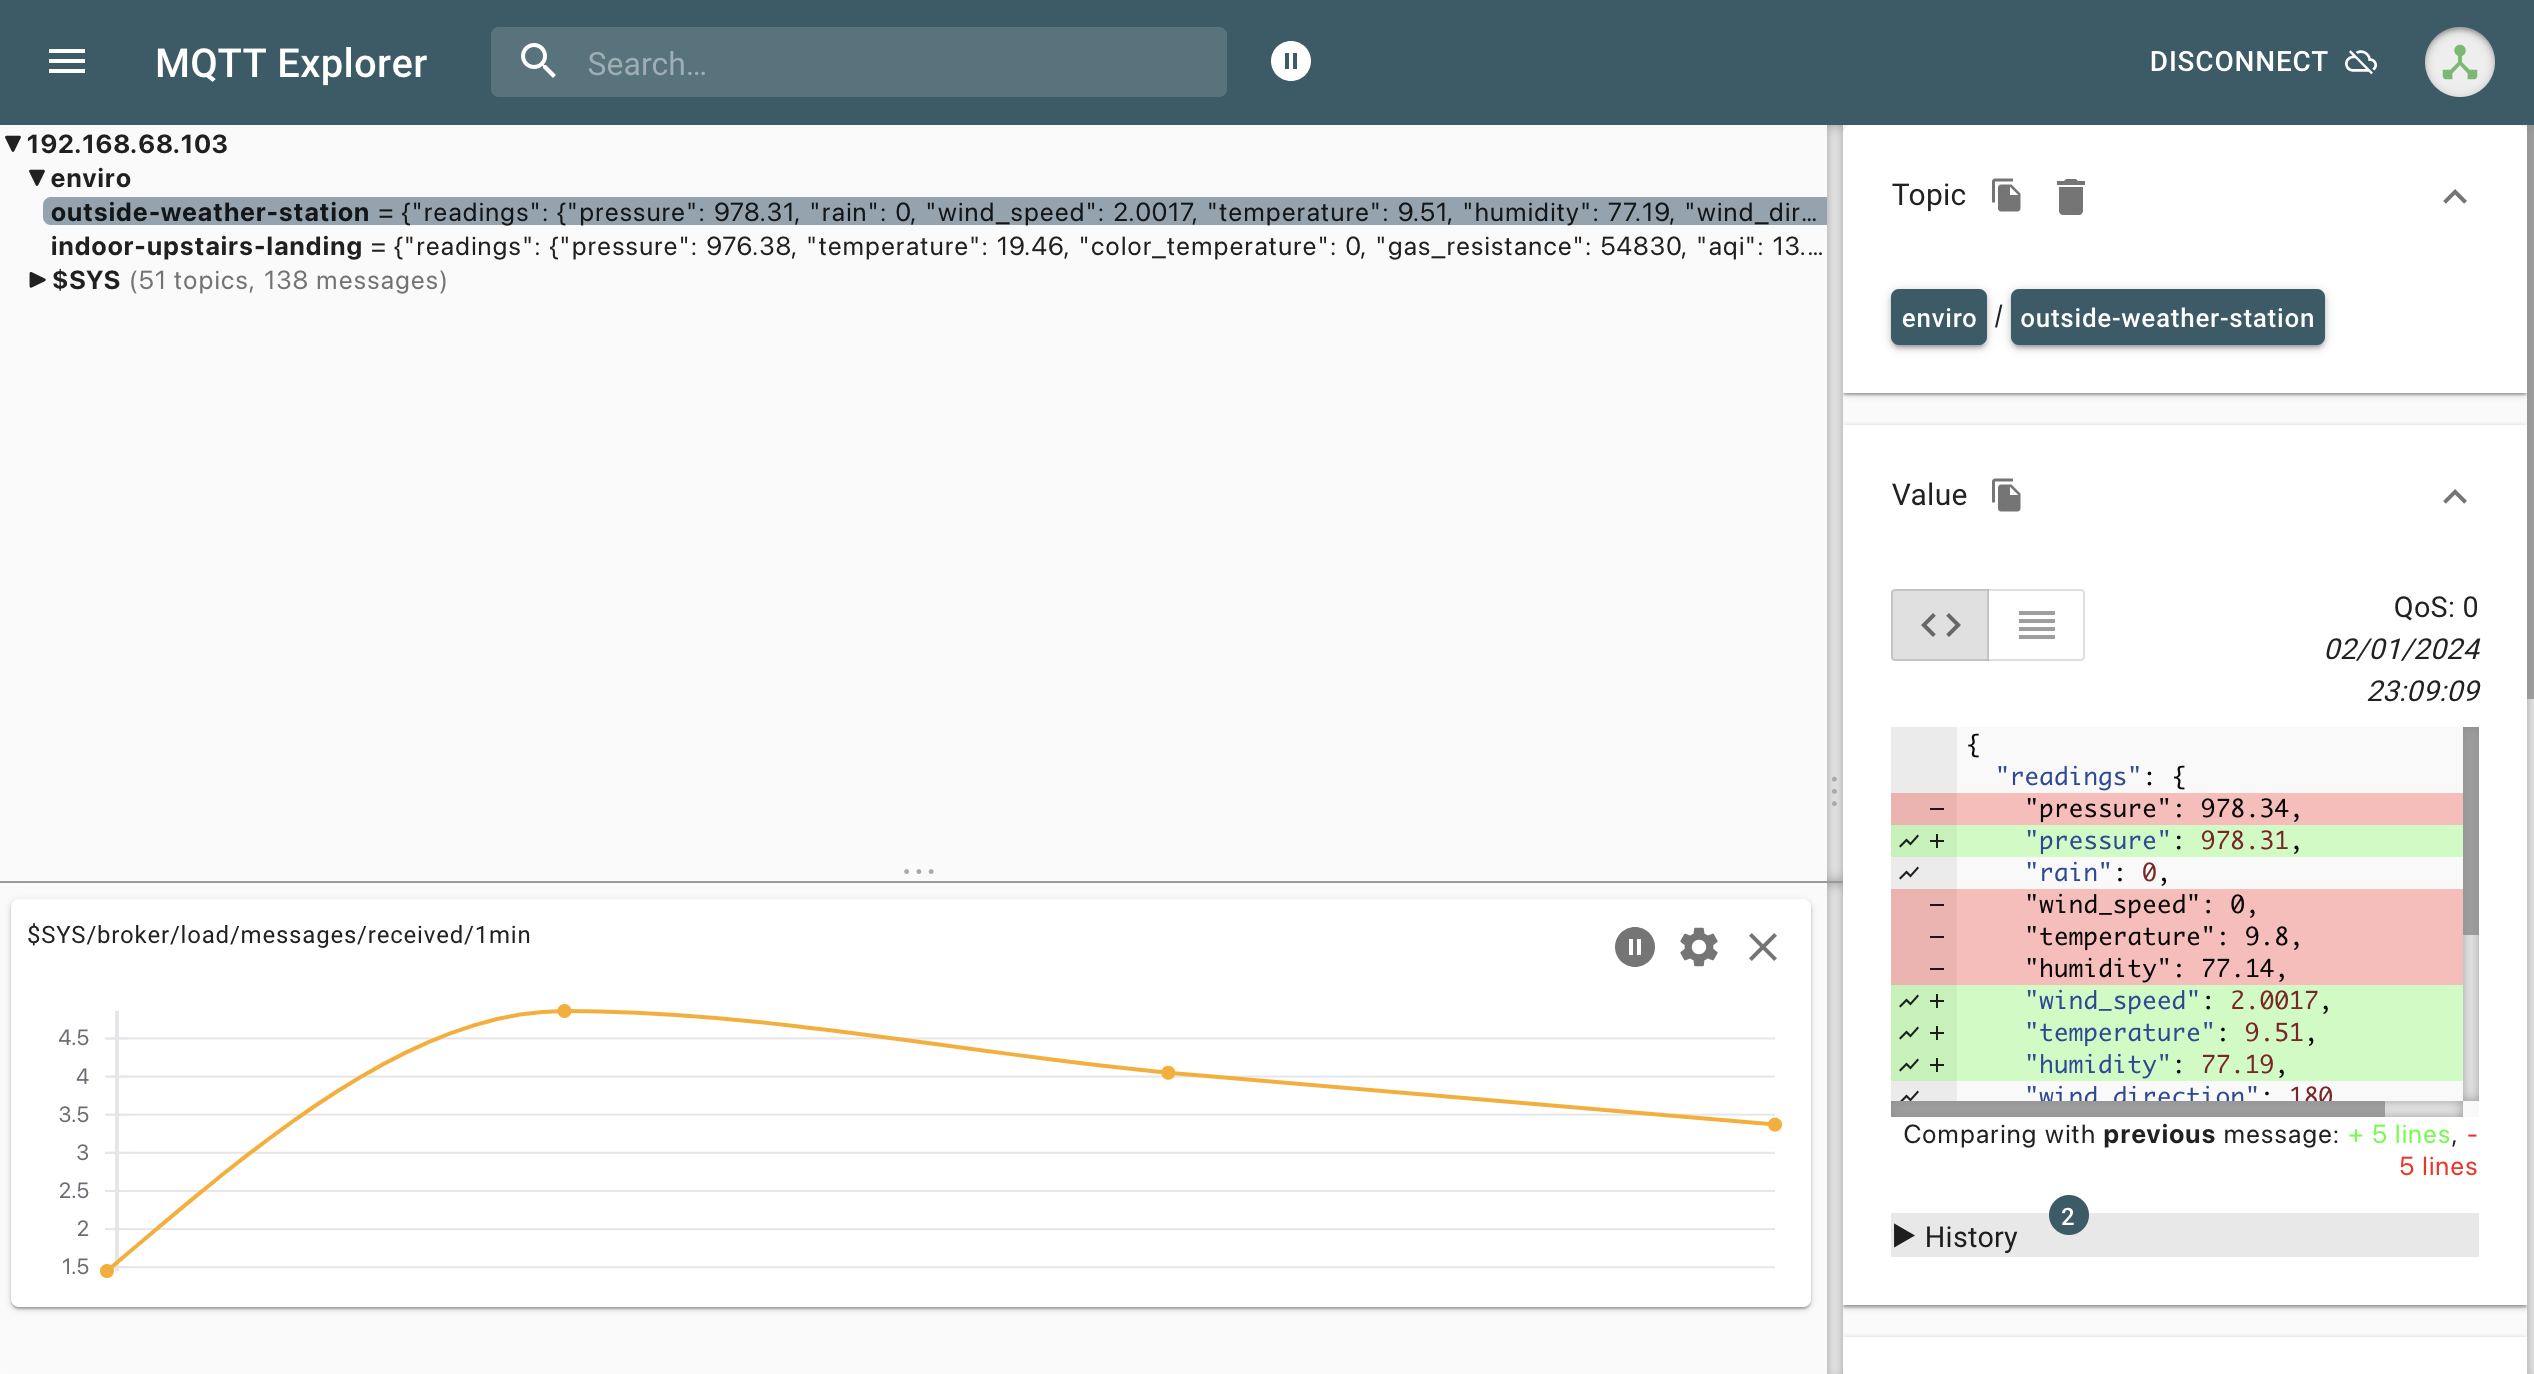 MQTT Explorer
Search...
DISCONNECT
192.168.68.103
enviro
outside-weather-station = {"readings": {"pressure": 978.31, "rain": 0, "wind_speed": 2.0017, "temperature": 9.51, "humidity": 77.19, "wind_dir...
indoor-upstairs-landing = {"readings": {"pressure": 976.38, "temperature": 19.46, "color_temperature": 0, "gas_resistance": 54830, "aqi": 13....
$SYS (51 topics, 138 messages)
$SYS/broker/load/messages/received/1min
4.5
4
3.5
3
2.5
2
1.5
Topic
enviro / outside-weather-station
Value
QoS: 0
02/01/2024
23:09:09
{
"readings": {
- "pressure": 978.34,
+ "pressure": 978.31,
"rain": 0,
- "wind_speed": 0,
- "temperature": 9.8,
- "humidity": 77.14,
+ "wind_speed": 2.0017,
+ "temperature": 9.51,
+ "humidity": 77.19,
"wind_direction": 180
Comparing with previous message: + 5 lines, -
5 lines
History 2